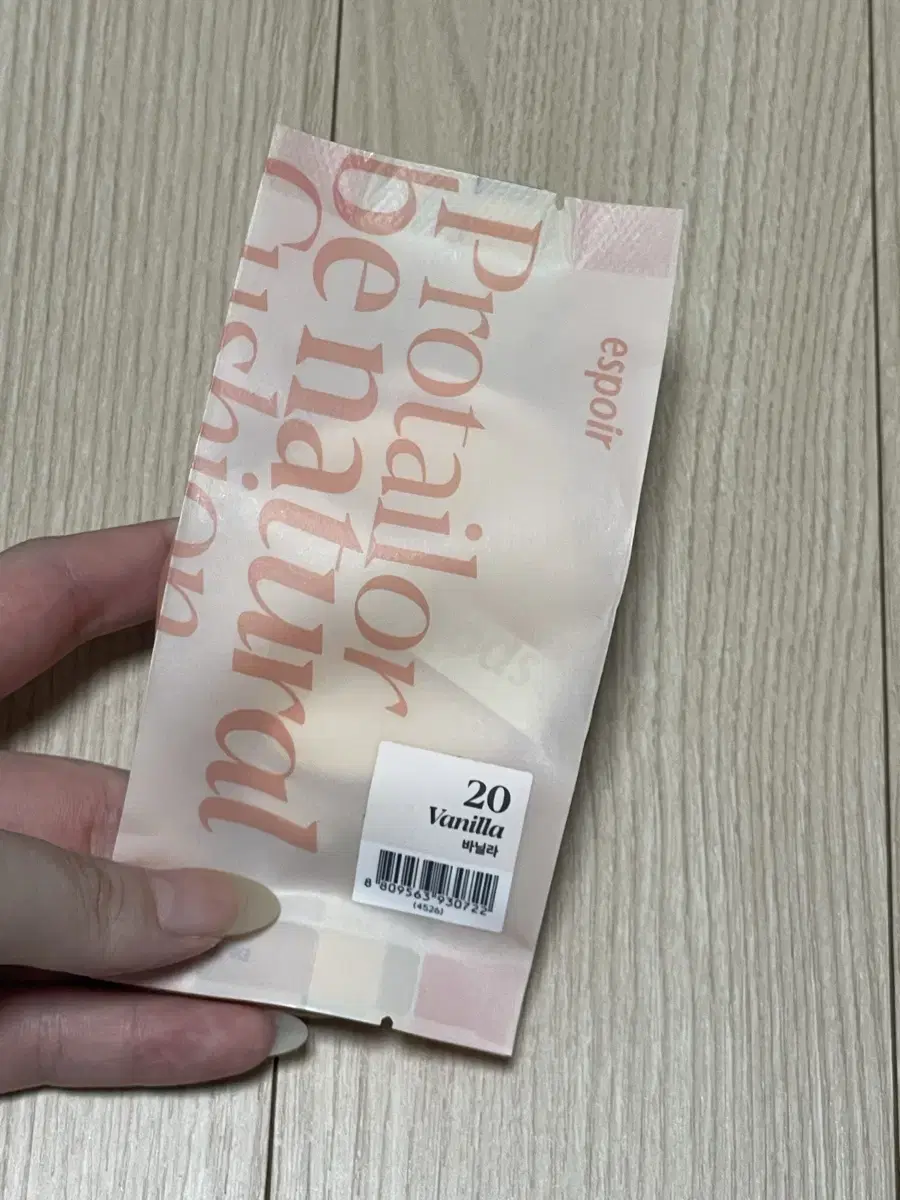 espoir
Protailor
be natural
Cushion
20
Vanilla
바닐라
8 809563 930722
(4526)